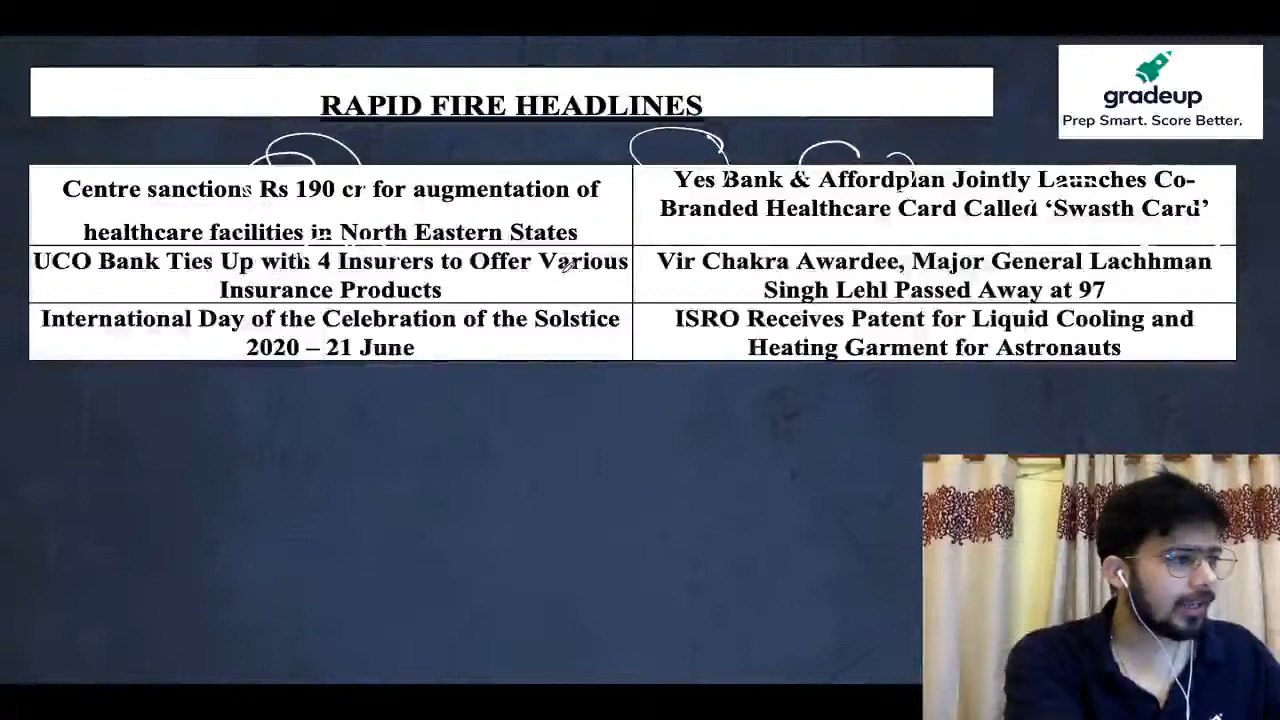 RAPID FIRE HEADLINES
gradeup
Prep Smart. Score Better.
Centre sanctions Rs 190 cr for augmentation of
healthcare facilities in North Eastern States
Yes Bank & Affordplan Jointly Launches Co-
Branded Healthcare Card Called ‘Swasth Card’
UCO Bank Ties Up with 4 Insurers to Offer Various
Insurance Products
Vir Chakra Awardee, Major General Lachhman
Singh Lehl Passed Away at 97
International Day of the Celebration of the Solstice
2020 – 21 June
ISRO Receives Patent for Liquid Cooling and
Heating Garment for Astronauts